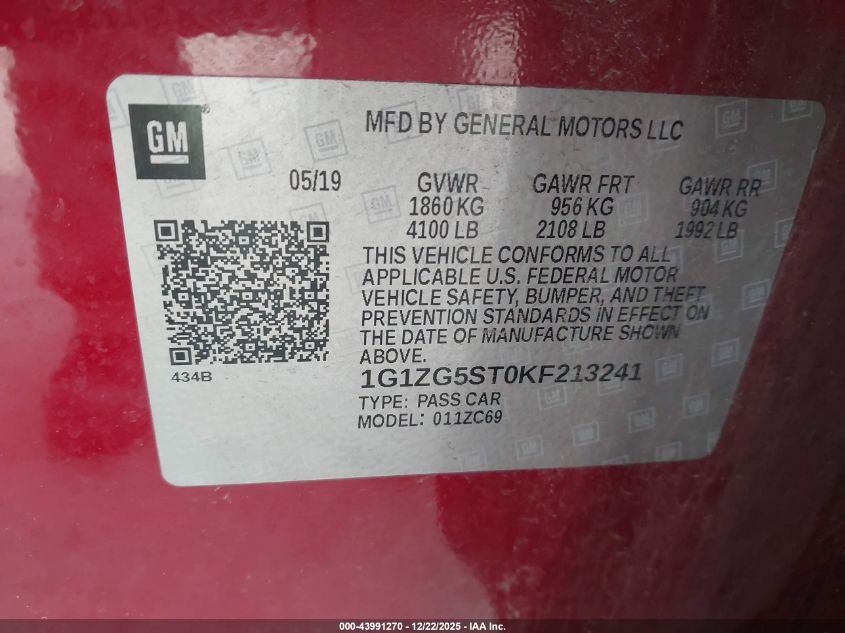 GM
MFD BY GENERAL MOTORS LLC
05/19 GVWR GAWR FRT GAWR RR
1860 KG 956 KG 904 KG
4100 LB 2108 LB 1992 LB
THIS VEHICLE CONFORMS TO ALL
APPLICABLE U.S. FEDERAL MOTOR
VEHICLE SAFETY, BUMPER, AND THEFT
PREVENTION STANDARDS IN EFFECT ON
THE DATE OF MANUFACTURE SHOWN
ABOVE.
434B
1G1ZG5ST0KF213241
TYPE: PASS CAR
MODEL: 011ZC69
000-43991270 - 12/22/2025 - IAA Inc.